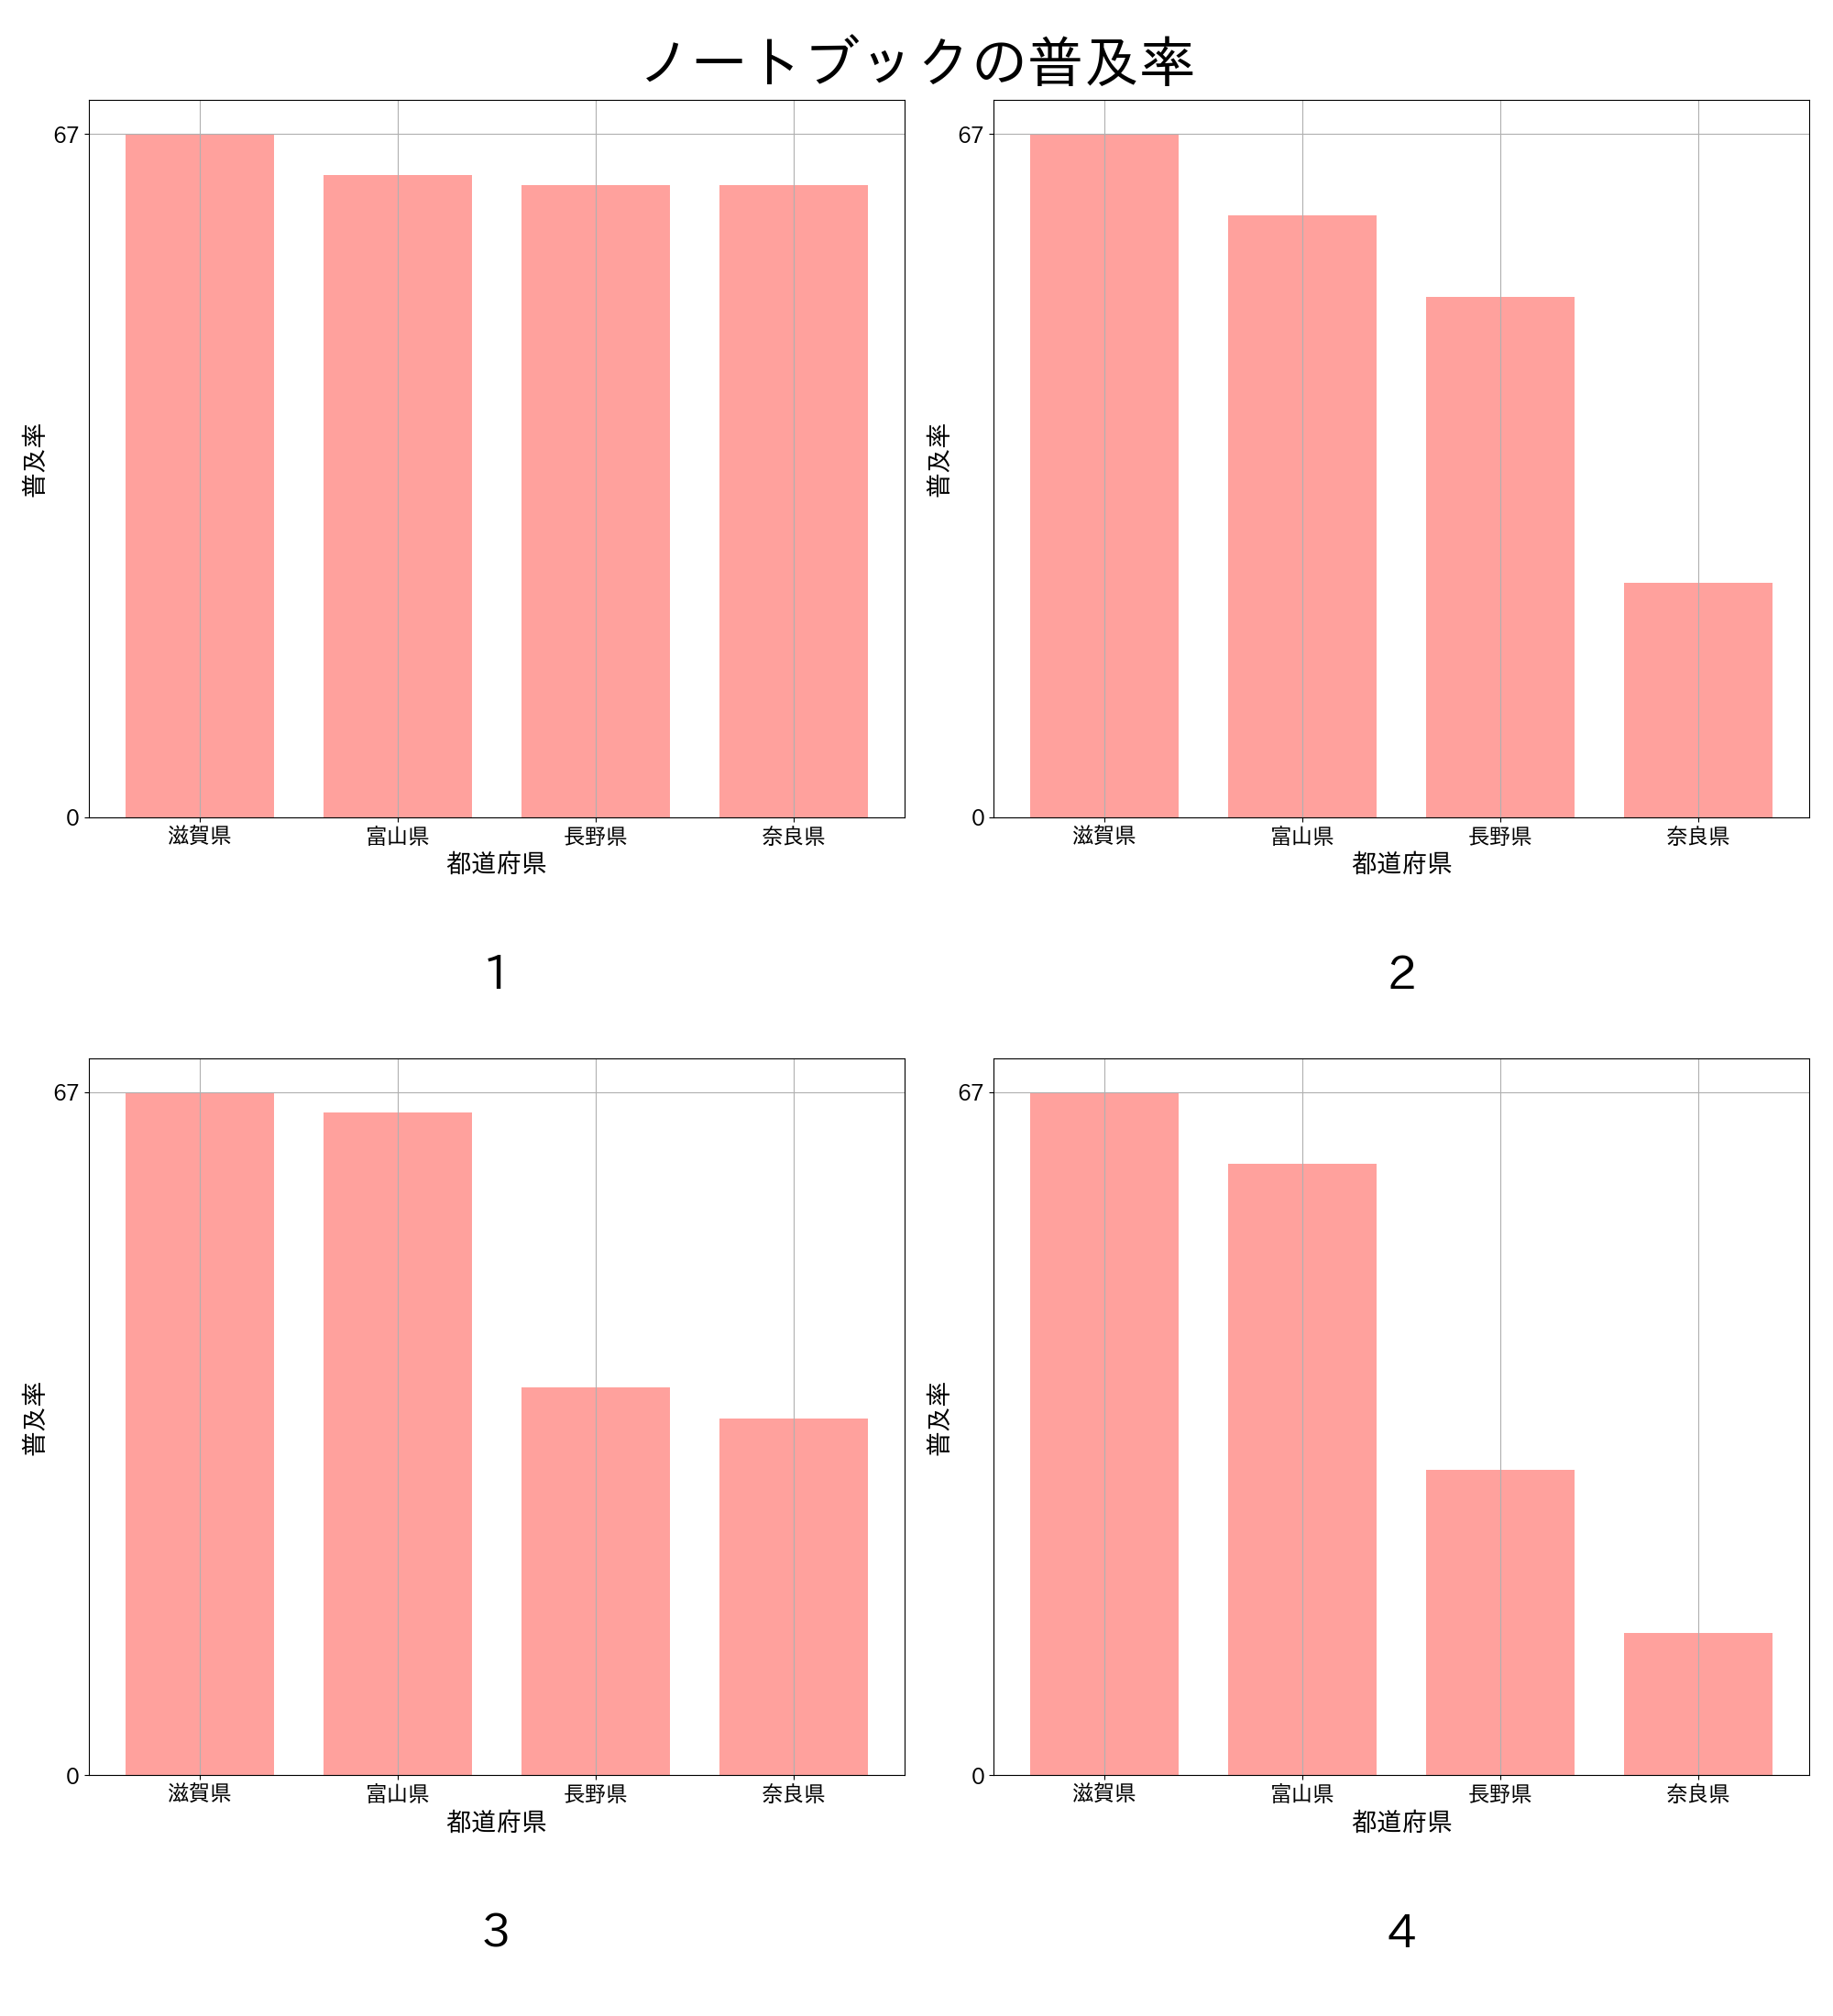 ノートブックの普及率
67
0
普及率
滋賀県 富山県 長野県 奈良県
都道府県
1
67
0
普及率
滋賀県 富山県 長野県 奈良県
都道府県
2
67
0
普及率
滋賀県 富山県 長野県 奈良県
都道府県
3
67
0
普及率
滋賀県 富山県 長野県 奈良県
都道府県
4